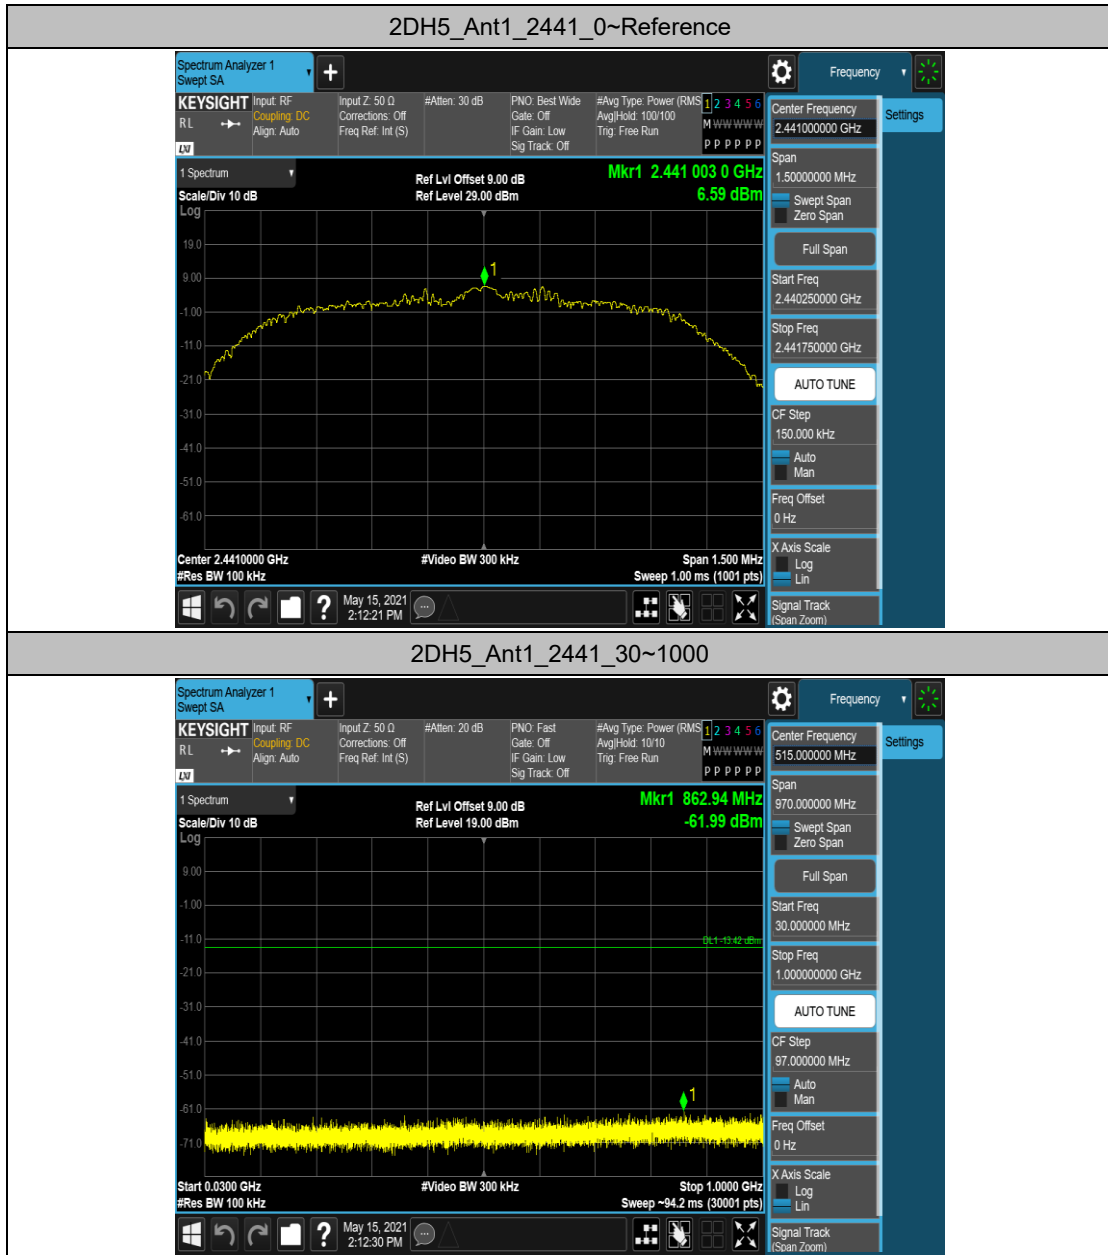 2DH5_Ant1_2441_0~Reference
Spectrum Analyzer 1
Swept SA
Frequency
KEYSIGHT
RL
LXI
Input: RF
Coupling: DC
Align: Auto
Input Z: 50 Ω
Corrections: Off
Freq Ref: Int (S)
#Atten: 30 dB
PNO: Best Wide
Gate: Off
IF Gain: Low
Sig Track: Off
#Avg Type: Power (RMS
Avg|Hold: 100/100
Trig: Free Run
1 2 3 4 5 6
M W W W W W
P P P P P P
1 Spectrum
Scale/Div 10 dB
Log
Ref Lvl Offset 9.00 dB
Ref Level 29.00 dBm
Mkr1 2.441 003 0 GHz
6.59 dBm
19.0
9.00
-1.00
-11.0
-21.0
-31.0
-41.0
-51.0
-61.0
1
Center 2.4410000 GHz
#Res BW 100 kHz
#Video BW 300 kHz
Span 1.500 MHz
Sweep 1.00 ms (1001 pts)
Center Frequency
2.441000000 GHz
Settings
Span
1.50000000 MHz
Swept Span
Zero Span
Full Span
Start Freq
2.440250000 GHz
Stop Freq
2.441750000 GHz
AUTO TUNE
CF Step
150.000 kHz
Auto
Man
Freq Offset
0 Hz
X Axis Scale
Log
Lin
Signal Track
(Span Zoom)
?
May 15, 2021
2:12:21 PM
2DH5_Ant1_2441_30~1000
Spectrum Analyzer 1
Swept SA
Frequency
KEYSIGHT
RL
LXI
Input: RF
Coupling: DC
Align: Auto
Input Z: 50 Ω
Corrections: Off
Freq Ref: Int (S)
#Atten: 20 dB
PNO: Fast
Gate: Off
IF Gain: Low
Sig Track: Off
#Avg Type: Power (RMS
Avg|Hold: 10/10
Trig: Free Run
1 2 3 4 5 6
M W W W W W
P P P P P P
1 Spectrum
Scale/Div 10 dB
Log
Ref Lvl Offset 9.00 dB
Ref Level 19.00 dBm
Mkr1 862.94 MHz
-61.99 dBm
9.00
-1.00
-11.0
-21.0
-31.0
-41.0
-51.0
-61.0
-71.0
DL1 -13.42 dBm
1
Start 0.0300 GHz
#Res BW 100 kHz
#Video BW 300 kHz
Stop 1.0000 GHz
Sweep ~94.2 ms (30001 pts)
Center Frequency
515.000000 MHz
Settings
Span
970.000000 MHz
Swept Span
Zero Span
Full Span
Start Freq
30.000000 MHz
Stop Freq
1.000000000 GHz
AUTO TUNE
CF Step
97.000000 MHz
Auto
Man
Freq Offset
0 Hz
X Axis Scale
Log
Lin
Signal Track
(Span Zoom)
?
May 15, 2021
2:12:30 PM